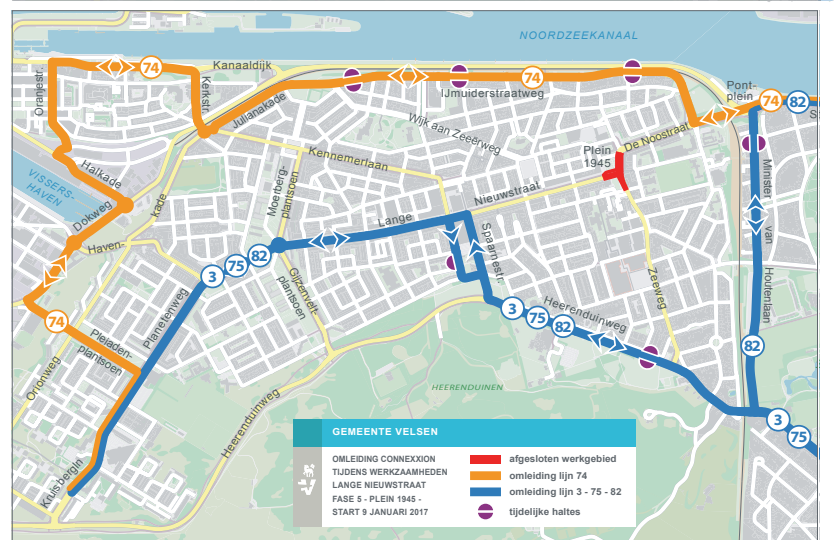 NOORDZEEKANAAL
Kanaaldijk
74
Oranjestr.
Kerkstr.
Julianakade
74
74
IJmuiderstraatweg
Pont-
plein
74
82
S
Wijk aan Zeeërweg
De Noostraat
Plein
1945
Kennemerlaan
VISSERS-
HAVEN
Halkade
Dokweg
Haven-
kade
Moerberg-
plantsoen
Lange
Nieuwstraat
Spaarnestr.
Minister van
Houtenlaan
Zeeweg
3
75
82
Gijzenvelt-
plantsoen
Planetenweg
3
75
82
Heerenduinweg
74
Pleiaden-
plantsoen
Orionweg
82
HEERENDUINEN
Heerenduinweg
3
75
Kruisbergln
GEMEENTE VELSEN
OMLEIDING CONNEXXION
TIJDENS WERKZAAMHEDEN
LANGE NIEUWSTRAAT
FASE 5 - PLEIN 1945 -
START 9 JANUARI 2017
afgesloten werkgebied
omleiding lijn 74
omleiding lijn 3 - 75 - 82
tijdelijke haltes